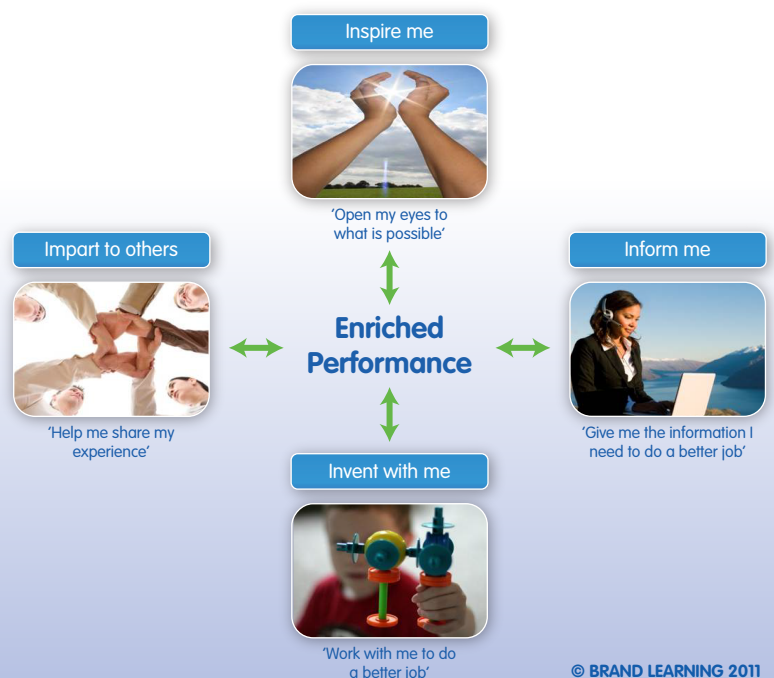 Inspire me
‘Open my eyes to
what is possible’
Impart to others
‘Help me share my
experience’
Enriched
Performance
Inform me
‘Give me the information I
need to do a better job’
Invent with me
‘Work with me to do
a better job’
© BRAND LEARNING 2011